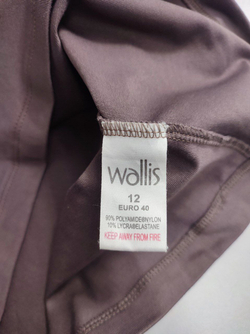 wallis
12
EURO 40
90% POLYAMIDE/NYLON
10% LYCRA/ELASTANE
KEEP AWAY FROM FIRE